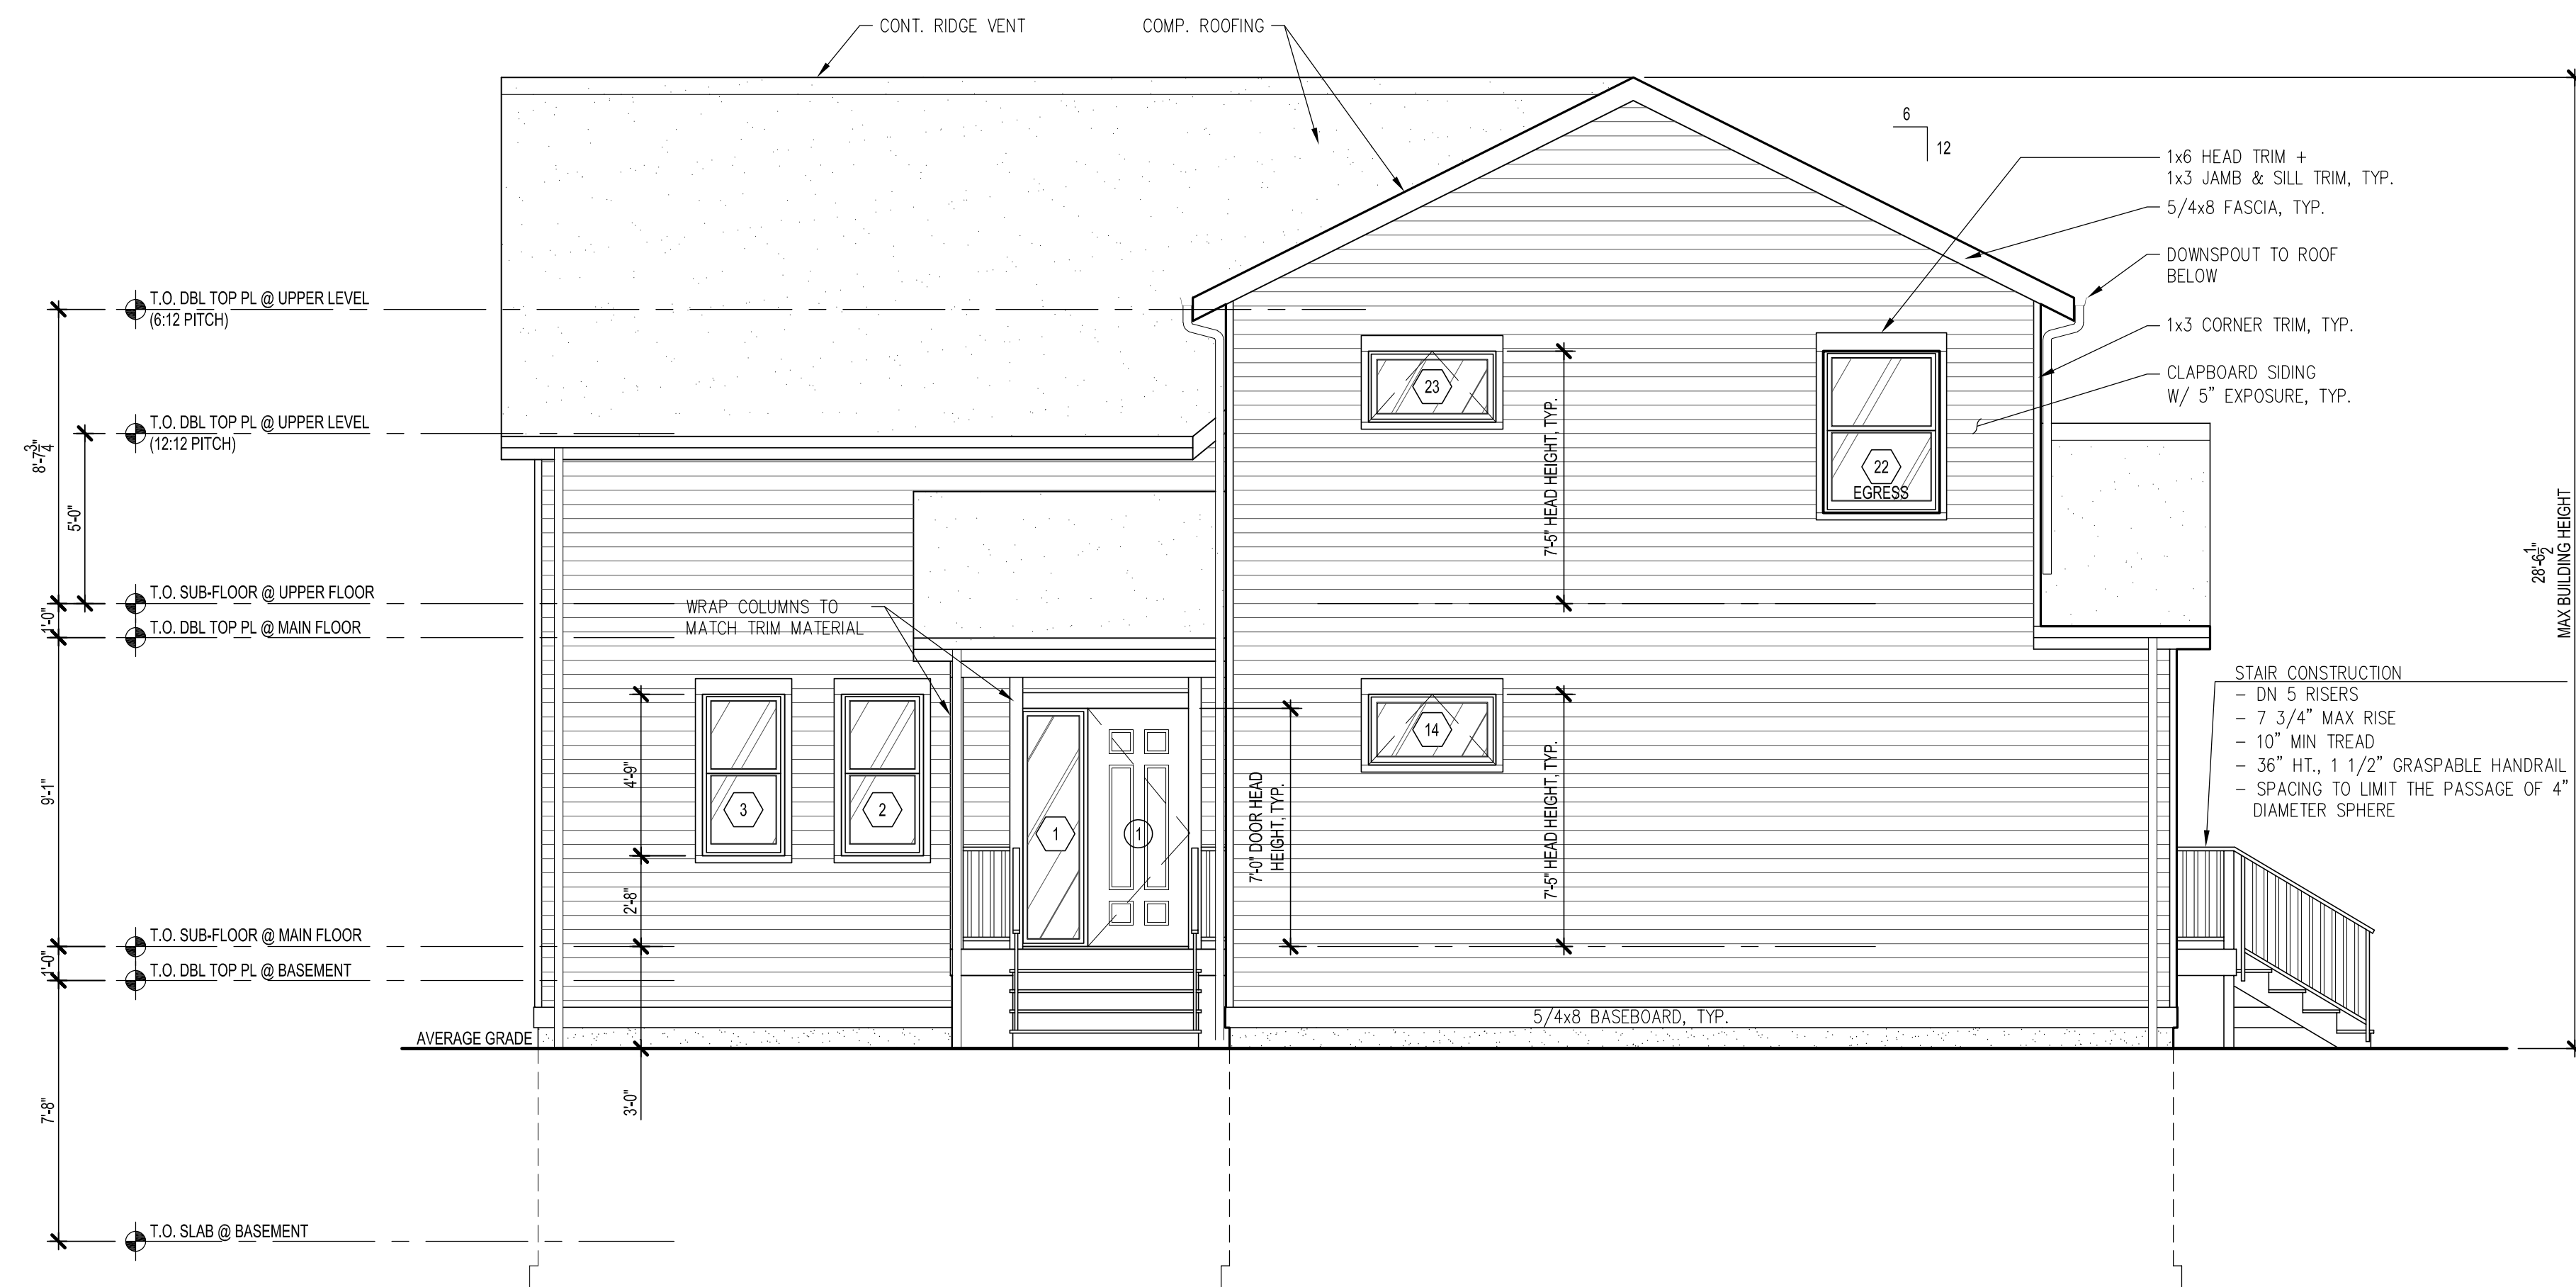 CONT. RIDGE VENT
COMP. ROOFING
6
12
1x6 HEAD TRIM +
1x3 JAMB & SILL TRIM, TYP.
5/4x8 FASCIA, TYP.
DOWNSPOUT TO ROOF
BELOW
1x3 CORNER TRIM, TYP.
CLAPBOARD SIDING
W/ 5" EXPOSURE, TYP.
T.O. DBL TOP PL @ UPPER LEVEL
(6:12 PITCH)
T.O. DBL TOP PL @ UPPER LEVEL
(12:12 PITCH)
8'-7 3/4"
5'-0"
T.O. SUB-FLOOR @ UPPER FLOOR
1'-0"
T.O. DBL TOP PL @ MAIN FLOOR
9'-1"
T.O. SUB-FLOOR @ MAIN FLOOR
1'-0"
T.O. DBL TOP PL @ BASEMENT
7'-8"
T.O. SLAB @ BASEMENT
AVERAGE GRADE
WRAP COLUMNS TO
MATCH TRIM MATERIAL
4'-9"
2'-8"
3'-0"
3
2
1
1
7'-0" DOOR HEAD
HEIGHT, TYP.
23
22
EGRESS
14
7'-5" HEAD HEIGHT, TYP.
7'-5" HEAD HEIGHT, TYP.
5/4x8 BASEBOARD, TYP.
28'-6 1/2"
MAX BUILDING HEIGHT
STAIR CONSTRUCTION
- DN 5 RISERS
- 7 3/4" MAX RISE
- 10" MIN TREAD
- 36" HT., 1 1/2" GRASPABLE HANDRAIL
- SPACING TO LIMIT THE PASSAGE OF 4"
DIAMETER SPHERE